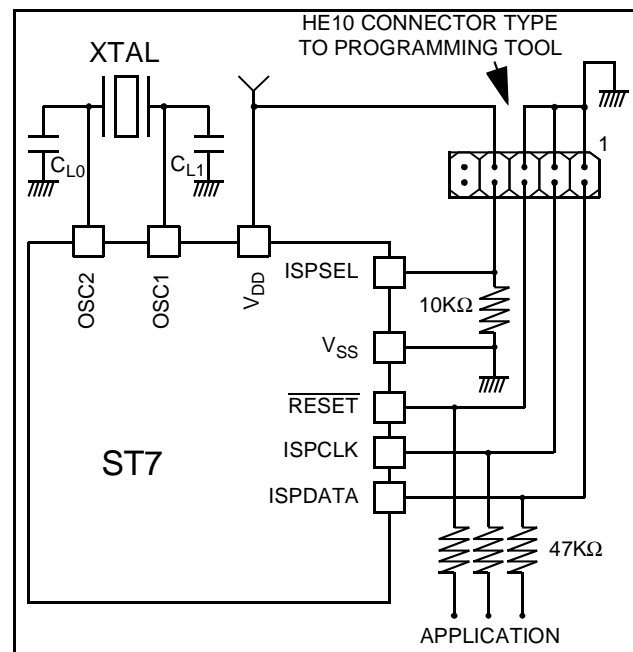 HE10 CONNECTOR TYPE
TO PROGRAMMING TOOL
XTAL
1
CL0
CL1
OSC2
OSC1
VDD
ISPSEL
10KΩ
VSS
RESET
ISPCLK
ST7
ISPDATA
47KΩ
APPLICATION